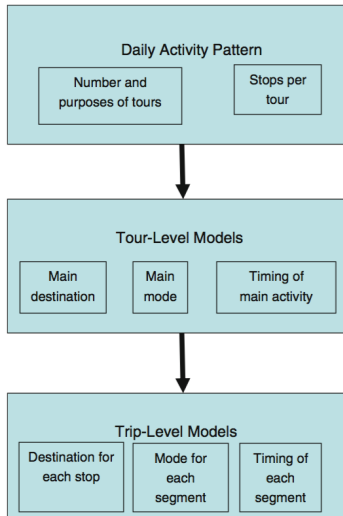 Daily Activity Pattern
Number and
purposes of tours
Stops per
tour
Tour-Level Models
Main
destination
Main
mode
Timing of
main activity
Trip-Level Models
Destination for
each stop
Mode for
each
segment
Timing of
each
segment